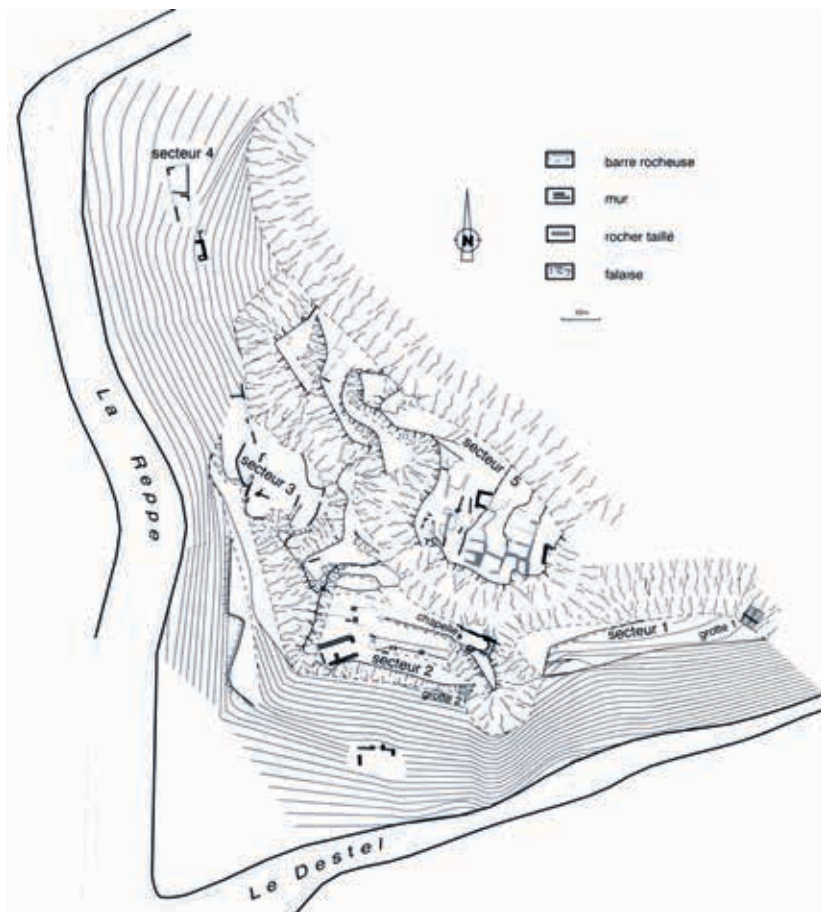 secteur 4
barre rocheuse
mur
N
rocher taillé
falaise
La Reppe
secteur 5
secteur 3
chapelle
secteur 1
grotte 1
secteur 2
grotte 2
Le Destel